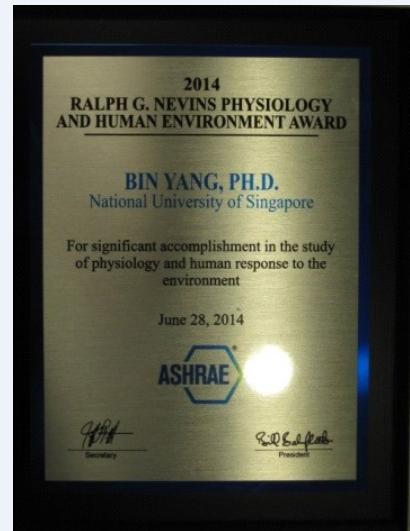 2014
RALPH G. NEVINS PHYSIOLOGY
AND HUMAN ENVIRONMENT AWARD
BIN YANG, PH.D.
National University of Singapore
For significant accomplishment in the study
of physiology and human response to the
environment
June 28, 2014
ASHRAE
Secretary
President